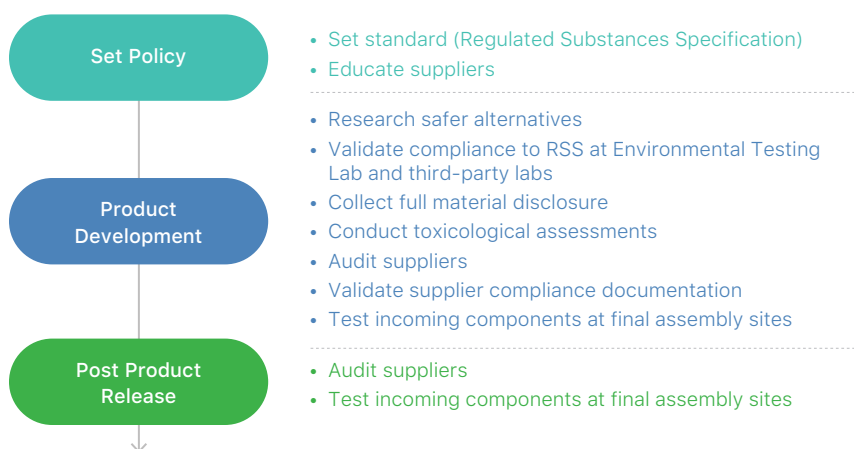 Set Policy
• Set standard (Regulated Substances Specification)
• Educate suppliers
Product
Development
• Research safer alternatives
• Validate compliance to RSS at Environmental Testing
Lab and third-party labs
• Collect full material disclosure
• Conduct toxicological assessments
• Audit suppliers
• Validate supplier compliance documentation
• Test incoming components at final assembly sites
Post Product
Release
• Audit suppliers
• Test incoming components at final assembly sites